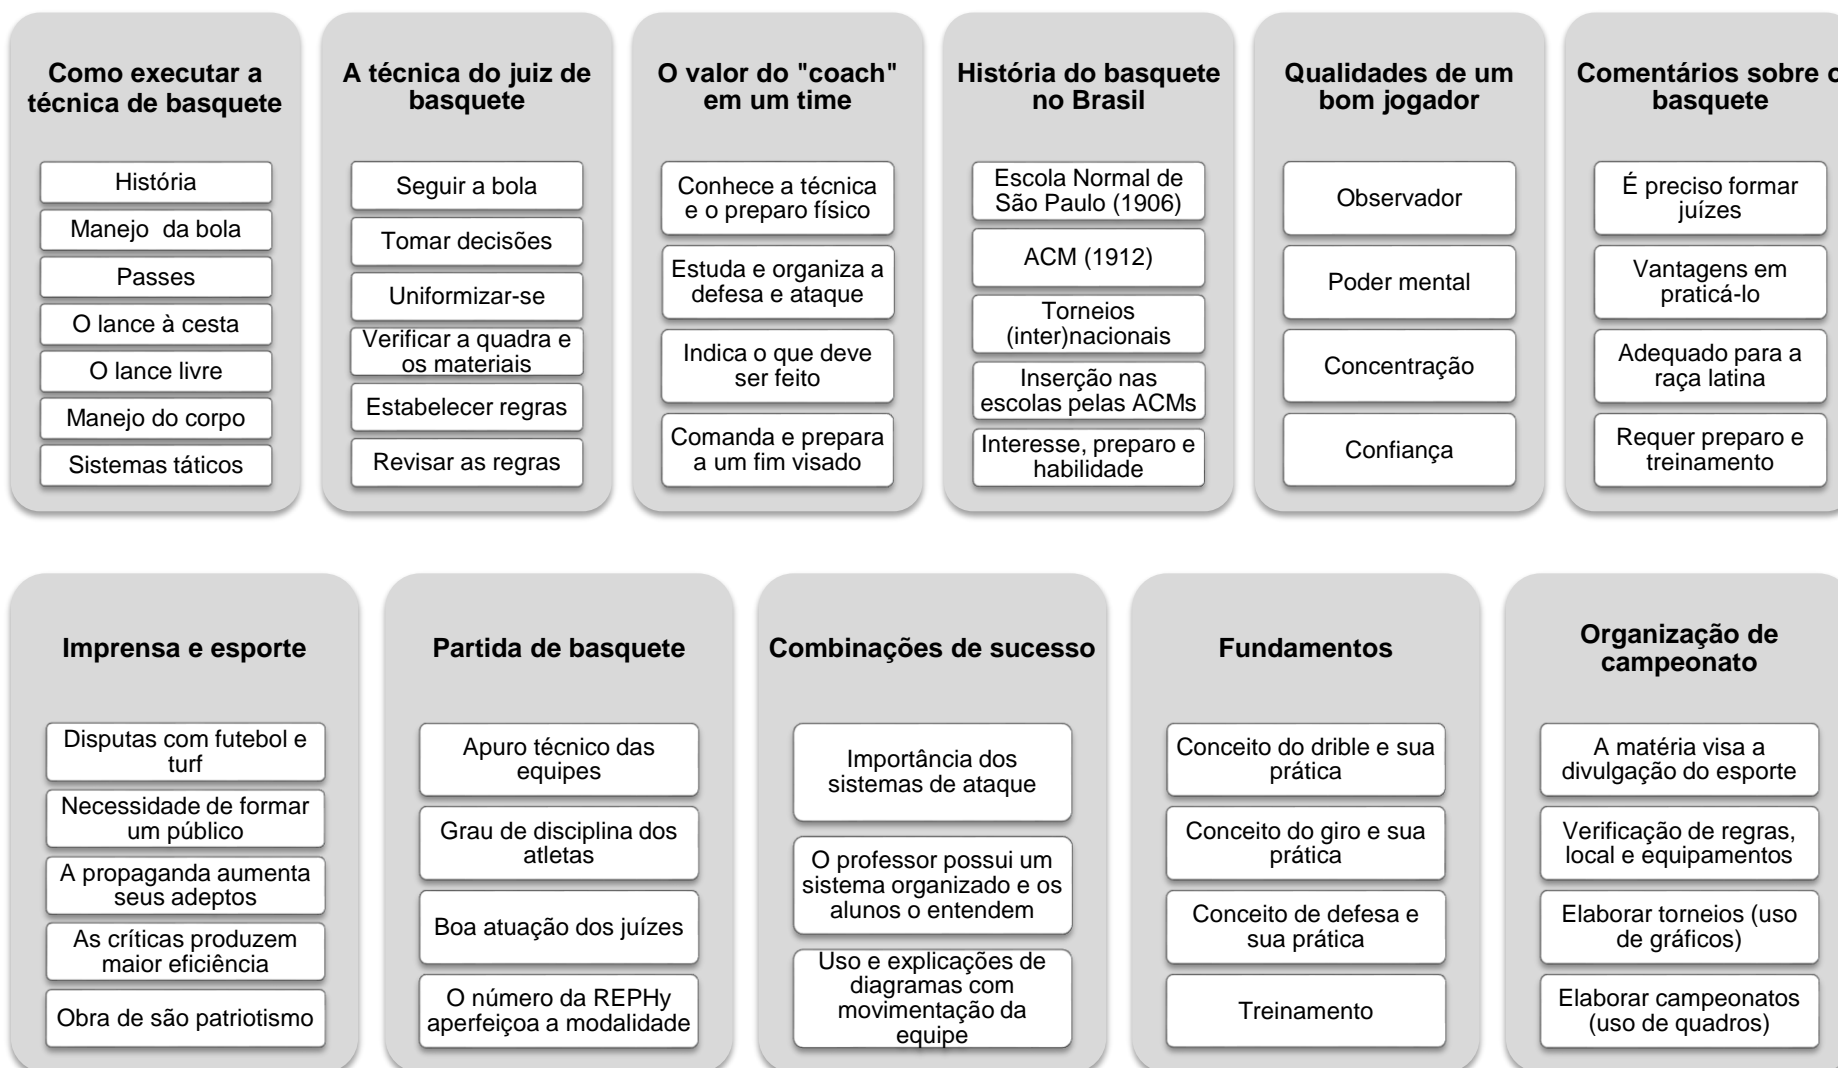 Como executar a
técnica de basquete
História
Manejo  da bola
Passes
O lance à cesta
O lance livre
Manejo do corpo
Sistemas táticos
A técnica do juiz de
basquete
Seguir a bola
Tomar decisões
Uniformizar-se
Verificar a quadra e
os materiais
Estabelecer regras
Revisar as regras
O valor do "coach"
em um time
Conhece a técnica
e o preparo físico
Estuda e organiza a
defesa e ataque
Indica o que deve
ser feito
Comanda e prepara
a um fim visado
História do basquete
no Brasil
Escola Normal de
São Paulo (1906)
ACM (1912)
Torneios
(inter)nacionais
Inserção nas
escolas pelas ACMs
Interesse, preparo e
habilidade
Qualidades de um
bom jogador
Observador
Poder mental
Concentração
Confiança
Comentários sobre o
basquete
É preciso formar
juízes
Vantagens em
praticá-lo
Adequado para a
raça latina
Requer preparo e
treinamento
Imprensa e esporte
Disputas com futebol e
turf
Necessidade de formar
um público
A propaganda aumenta
seus adeptos
As críticas produzem
maior eficiência
Obra de são patriotismo
Partida de basquete
Apuro técnico das
equipes
Grau de disciplina dos
atletas
Boa atuação dos juízes
O número da REPHy
aperfeiçoa a modalidade
Combinações de sucesso
Importância dos
sistemas de ataque
O professor possui um
sistema organizado e os
alunos o entendem
Uso e explicações de
diagramas com
movimentação da
equipe
Fundamentos
Conceito do drible e sua
prática
Conceito do giro e sua
prática
Conceito de defesa e
sua prática
Treinamento
Organização de
campeonato
A matéria visa a
divulgação do esporte
Verificação de regras,
local e equipamentos
Elaborar torneios (uso
de gráficos)
Elaborar campeonatos
(uso de quadros)